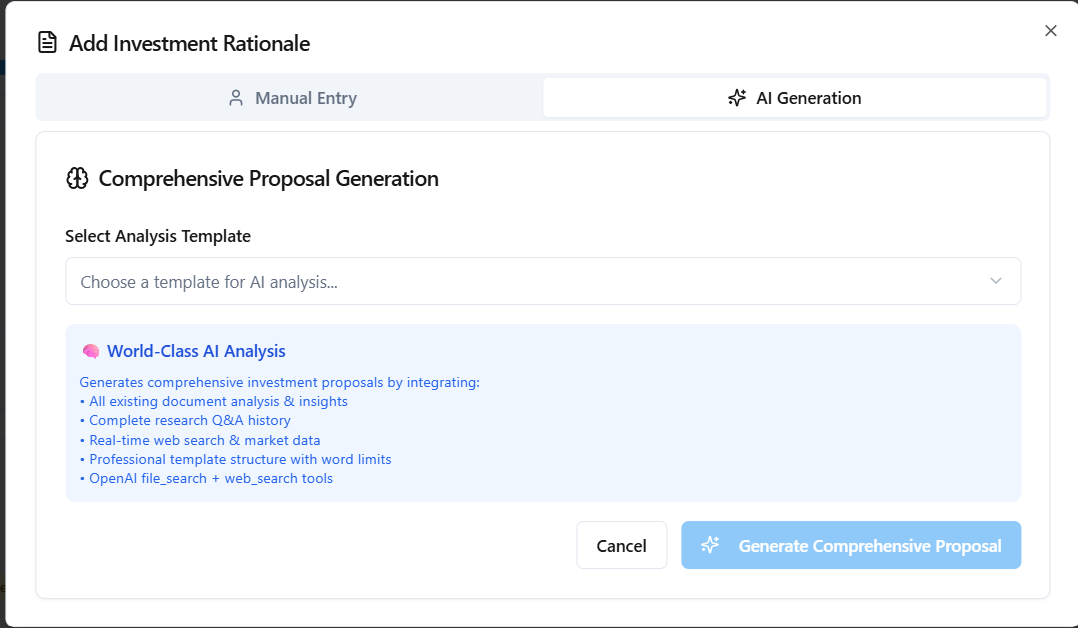 Add Investment Rationale
Manual Entry
AI Generation
Comprehensive Proposal Generation
Select Analysis Template
Choose a template for AI analysis...
World-Class AI Analysis
Generates comprehensive investment proposals by integrating:
• All existing document analysis & insights
• Complete research Q&A history
• Real-time web search & market data
• Professional template structure with word limits
• OpenAI file_search + web_search tools
Cancel
Generate Comprehensive Proposal